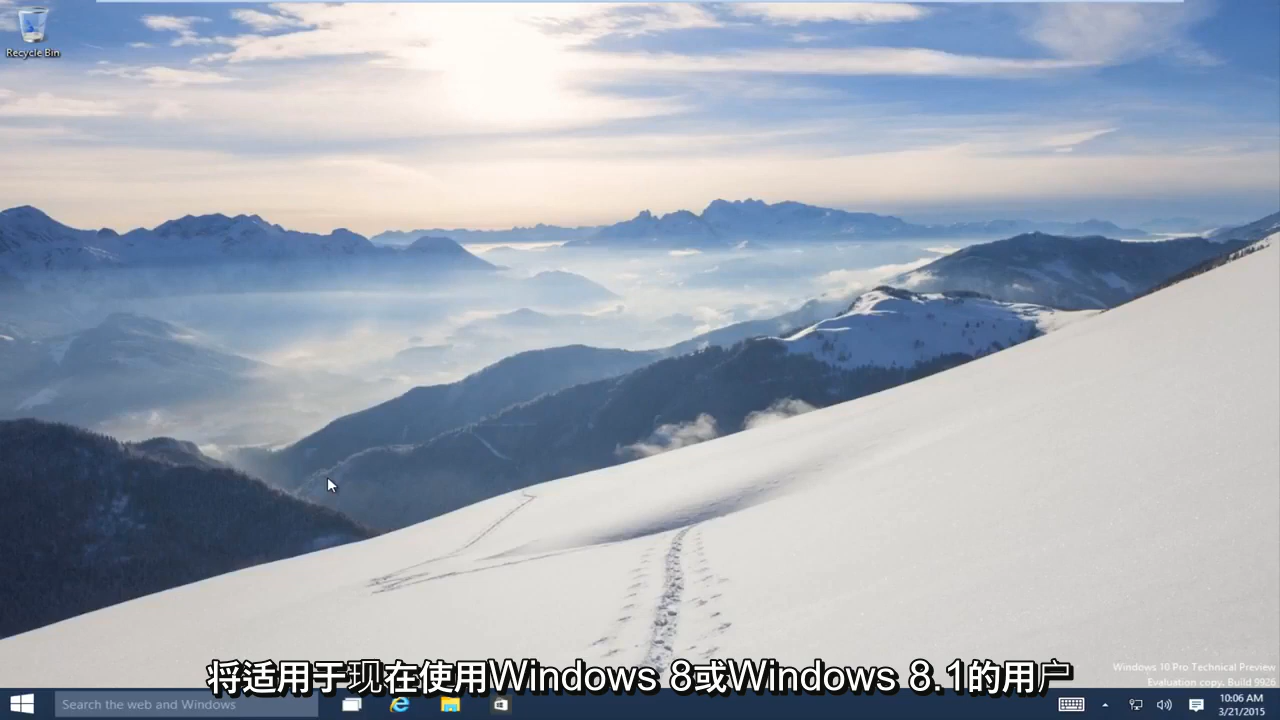 Recycle Bin
将适用于现在使用Windows 8或Windows 8.1的用户
Windows 10 Pro Technical Preview
Evaluation copy. Build 9926
Search the web and Windows
10:06 AM
3/21/2015